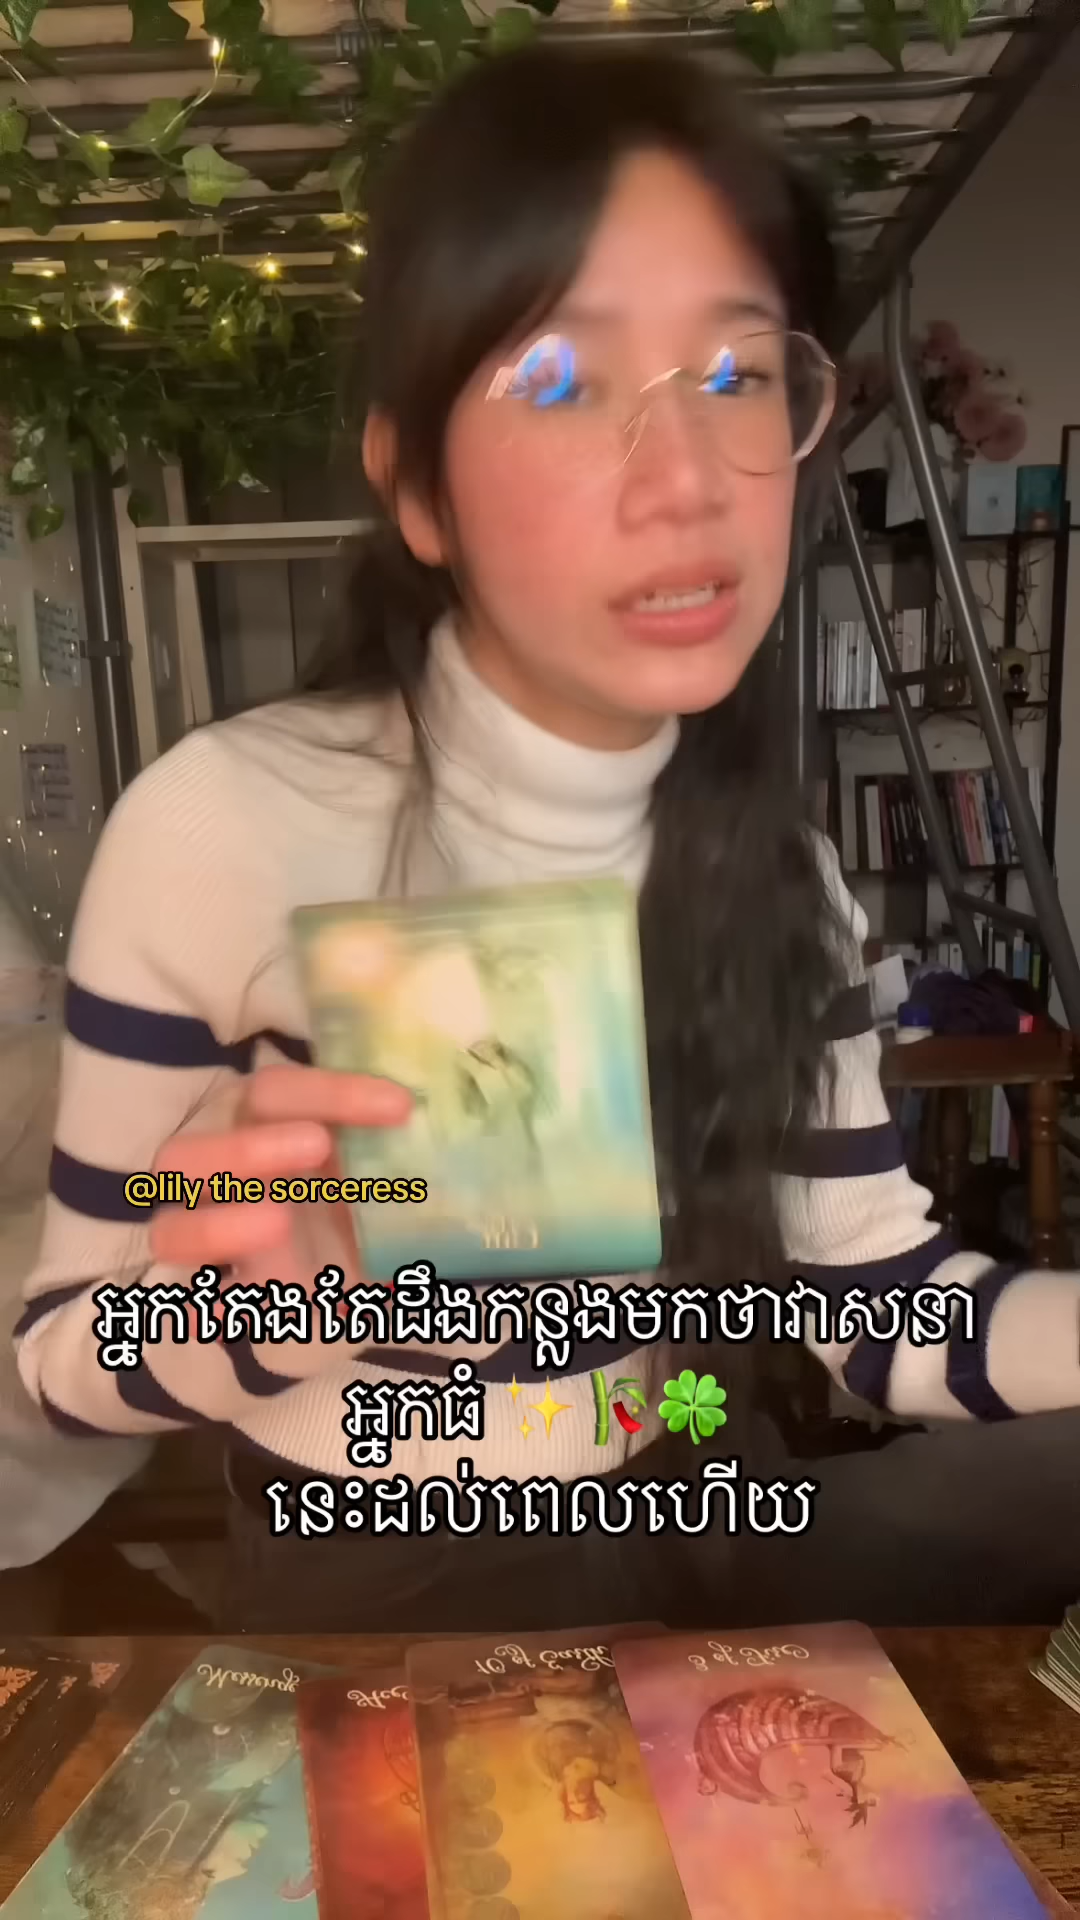 @lily the sorceress
អ្នកតែងតែដឹងកន្លងមកថាវាសនា
អ្នកធំ ✨🎋🍀
នេះដល់ពេលហើយ